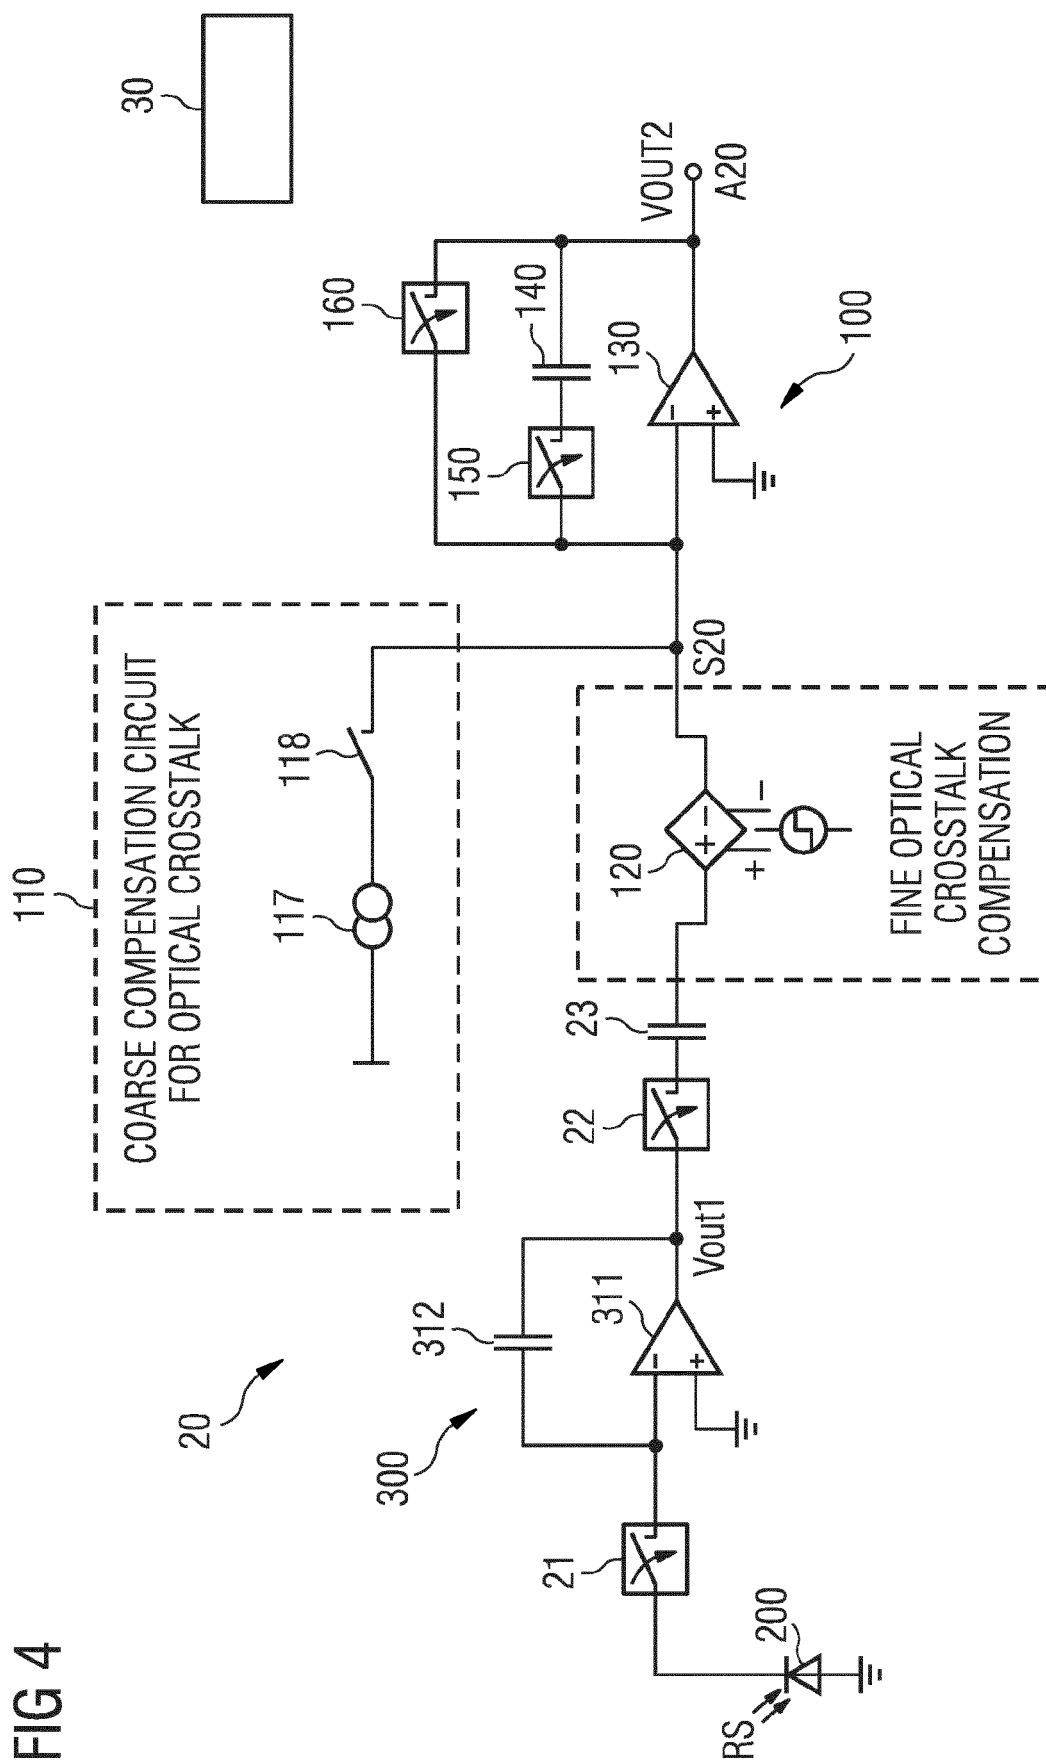 FIG 4
20
30
110
COARSE COMPENSATION CIRCUIT
FOR OPTICAL CROSSTALK
117
118
160
150
140
VOUT2
A20
130
−
+
100
S20
300
312
311
−
+
Vout1
21
22
23
120
+ −
+
−
FINE OPTICAL
CROSSTALK
COMPENSATION
RS
200